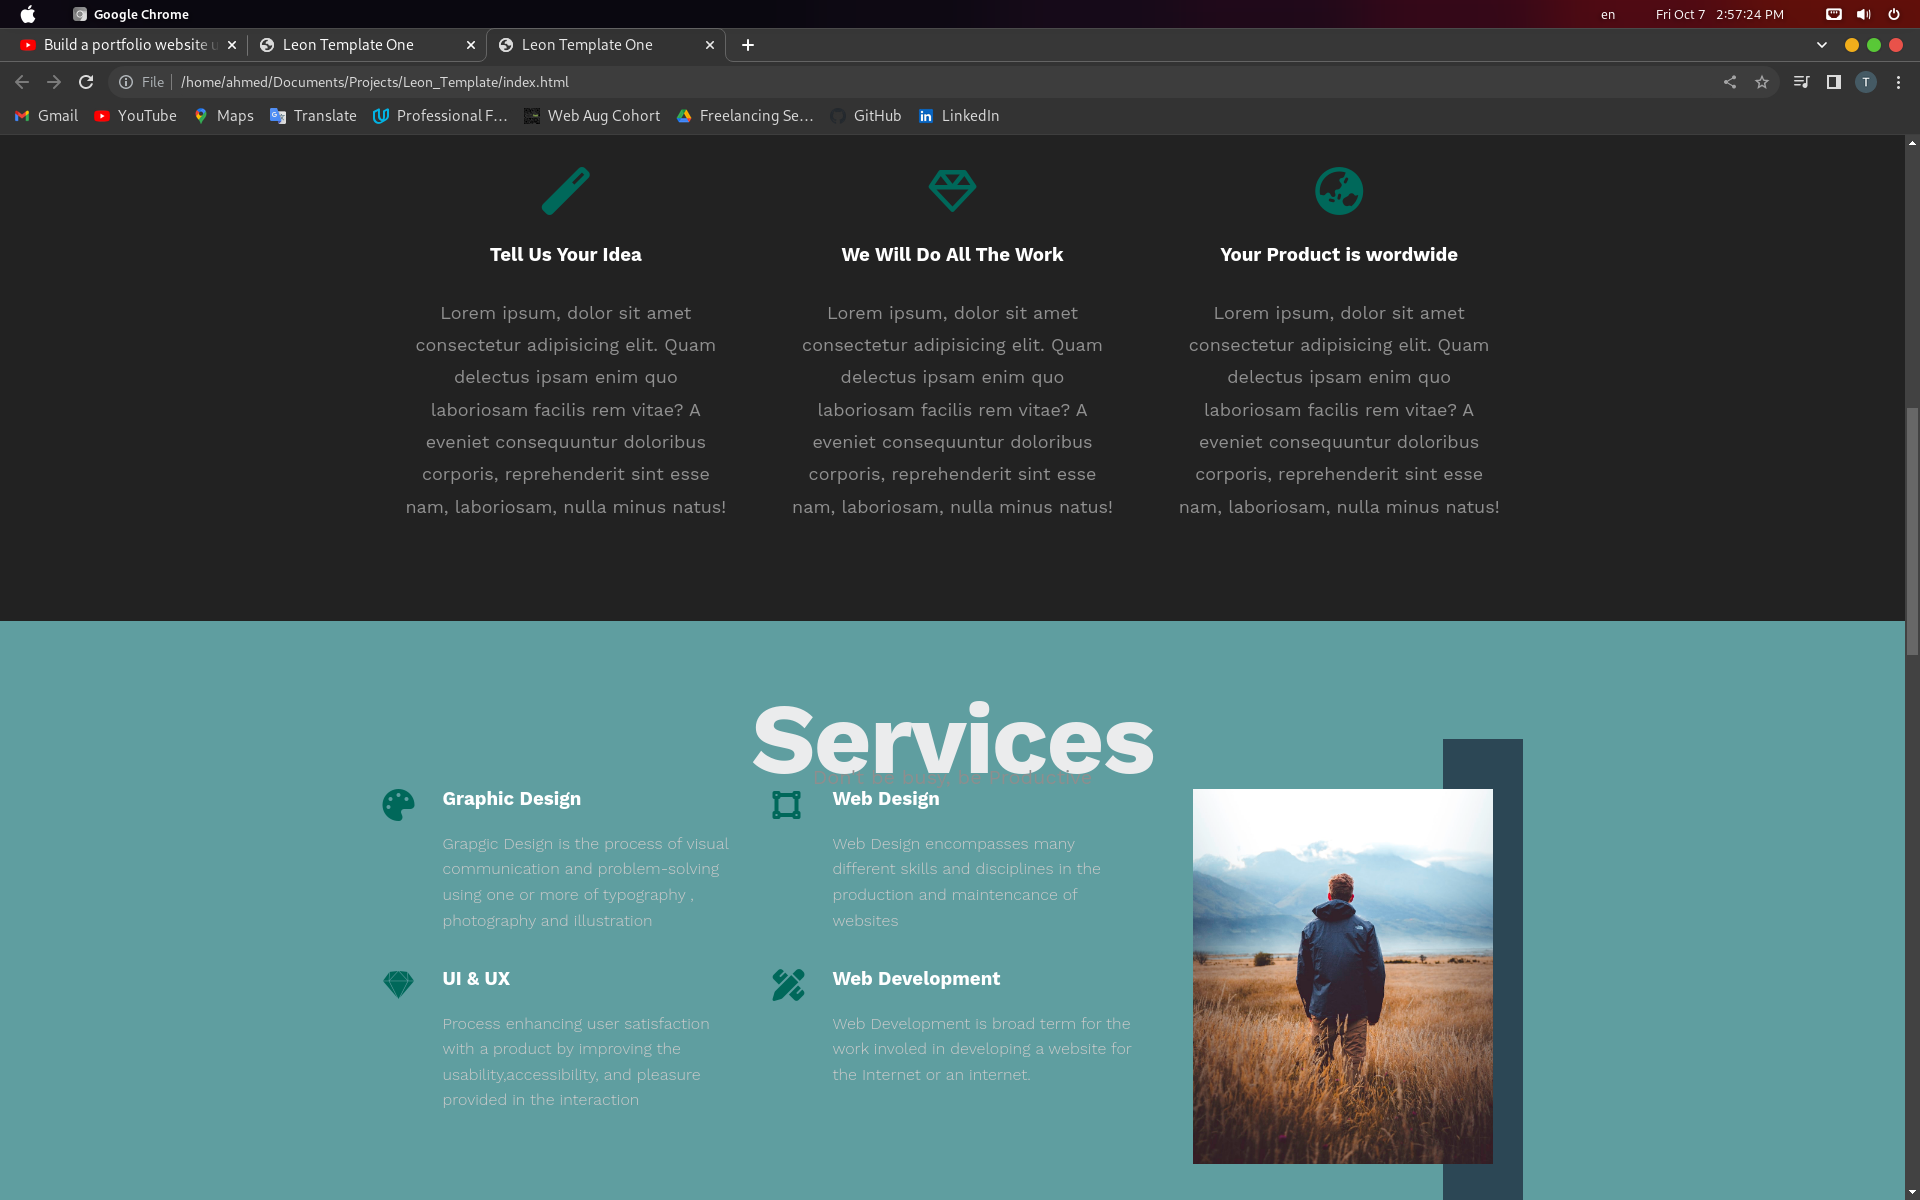 Google Chrome
en
Fri Oct 7 2:57:24 PM
Build a portfolio website u
Leon Template One
Leon Template One
File
/home/ahmed/Documents/Projects/Leon_Template/index.html
T
Gmail
YouTube
Maps
Translate
Professional F...
Web Aug Cohort
Freelancing Se...
GitHub
LinkedIn
Tell Us Your Idea
Lorem ipsum, dolor sit amet
consectetur adipisicing elit. Quam
delectus ipsam enim quo
laboriosam facilis rem vitae? A
eveniet consequuntur doloribus
corporis, reprehenderit sint esse
nam, laboriosam, nulla minus natus!
We Will Do All The Work
Lorem ipsum, dolor sit amet
consectetur adipisicing elit. Quam
delectus ipsam enim quo
laboriosam facilis rem vitae? A
eveniet consequuntur doloribus
corporis, reprehenderit sint esse
nam, laboriosam, nulla minus natus!
Your Product is wordwide
Lorem ipsum, dolor sit amet
consectetur adipisicing elit. Quam
delectus ipsam enim quo
laboriosam facilis rem vitae? A
eveniet consequuntur doloribus
corporis, reprehenderit sint esse
nam, laboriosam, nulla minus natus!
Services
Don't be busy, be Productive
Graphic Design
Grapgic Design is the process of visual
communication and problem-solving
using one or more of typography ,
photography and illustration
Web Design
Web Design encompasses many
different skills and disciplines in the
production and maintencance of
websites
UI & UX
Process enhancing user satisfaction
with a product by improving the
usability,accessibility, and pleasure
provided in the interaction
Web Development
Web Development is broad term for the
work involed in developing a website for
the Internet or an internet.